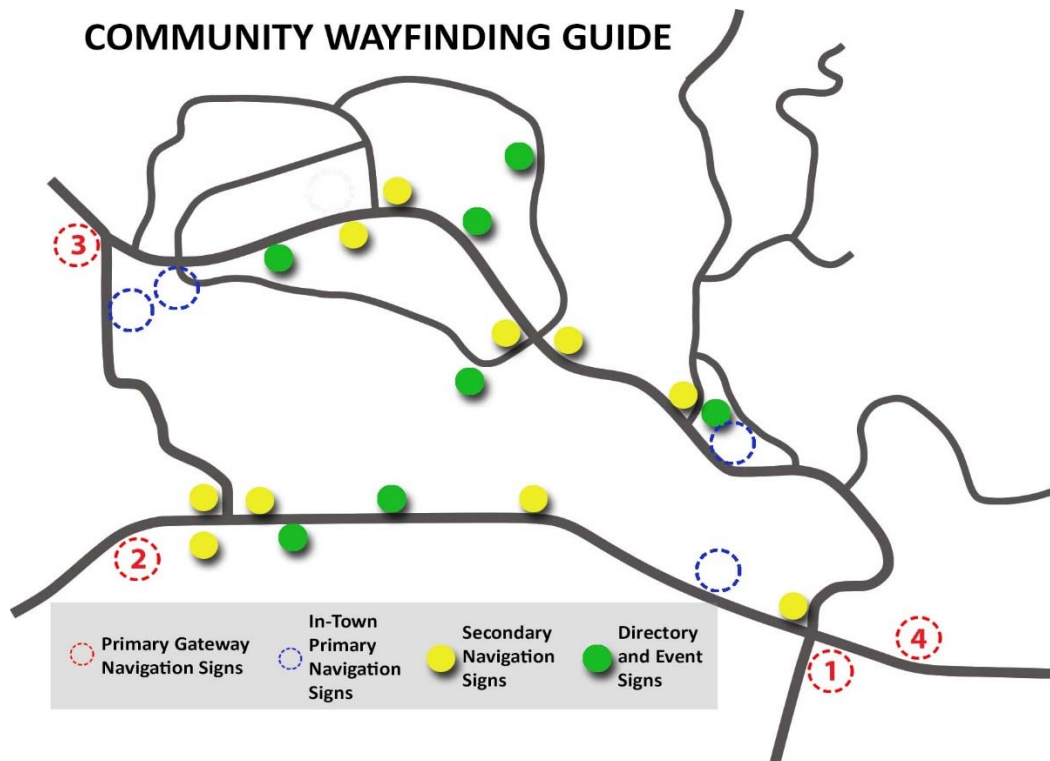 COMMUNITY WAYFINDING GUIDE
3
2
4
1
Primary Gateway
Navigation Signs
In-Town
Primary
Navigation
Signs
Secondary
Navigation
Signs
Directory
and Event
Signs